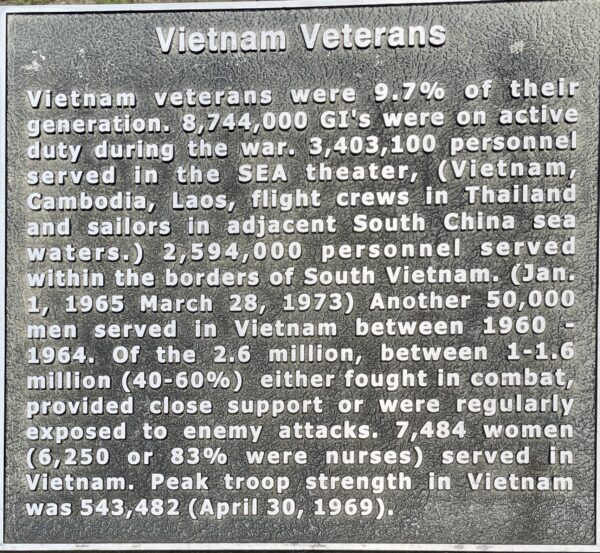 Vietnam Veterans
Vietnam veterans were 9.7% of their
generation. 8,744,000 GI's were on active
duty during the war. 3,403,100 personnel
served in the SEA theater, (Vietnam,
Cambodia, Laos, flight crews in Thailand
and sailors in adjacent South China sea
waters.) 2,594,000 personnel served
within the borders of South Vietnam. (Jan.
1, 1965 March 28, 1973) Another 50,000
men served in Vietnam between 1960 -
1964. Of the 2.6 million, between 1-1.6
million (40-60%) either fought in combat,
provided close support or were regularly
exposed to enemy attacks. 7,484 women
(6,250 or 83% were nurses) served in
Vietnam. Peak troop strength in Vietnam
was 543,482 (April 30, 1969).